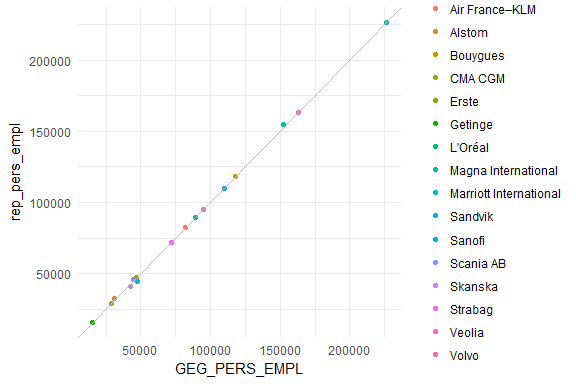 Air France–KLM
Alstom
Bouygues
CMA CGM
Erste
Getinge
L'Oréal
Magna International
Marriott International
Sandvik
Sanofi
Scania AB
Skanska
Strabag
Veolia
Volvo
200000
150000
100000
50000
rep_pers_empl
50000
100000
150000
200000
GEG_PERS_EMPL